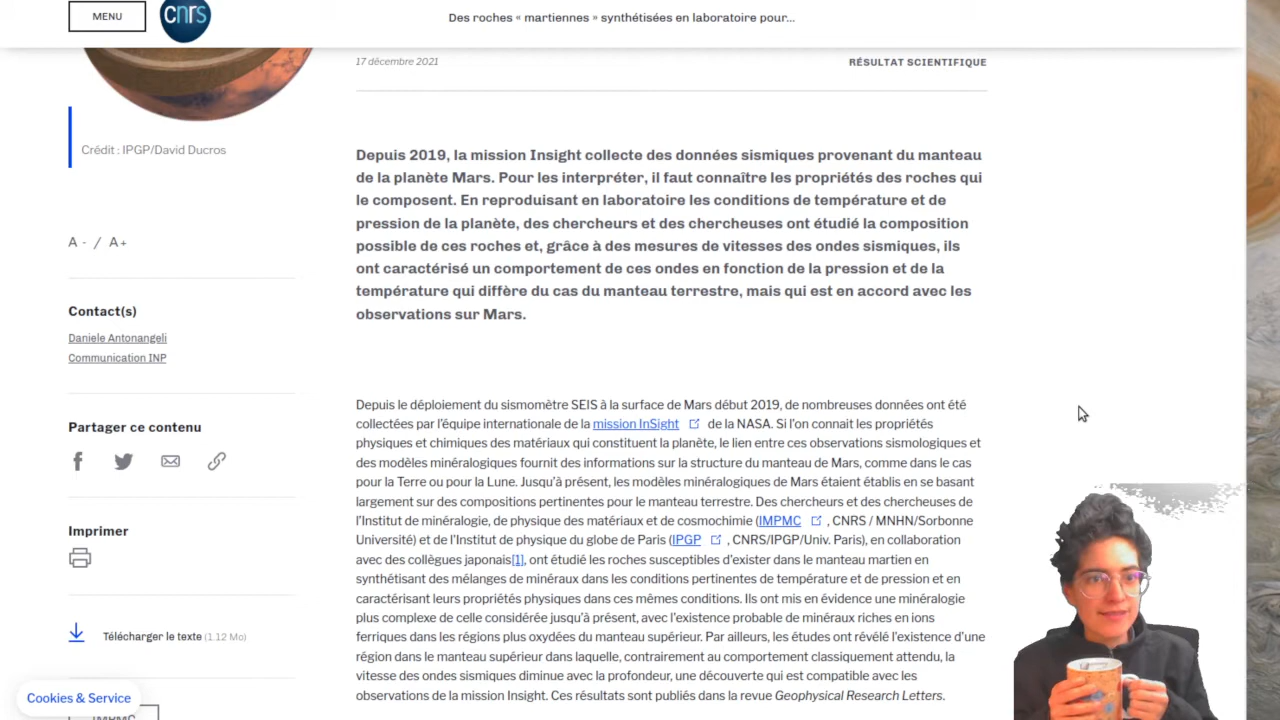 MENU
cnrs
Des roches « martiennes » synthétisées en laboratoire pour...
17 décembre 2021
RÉSULTAT SCIENTIFIQUE
Crédit : IPGP/David Ducros
A - / A+
Contact(s)
Daniele Antonangeli
Communication INP
Partager ce contenu
Imprimer
Télécharger le texte (1.12 Mo)
Cookies & Service
IMPMC
Depuis 2019, la mission Insight collecte des données sismiques provenant du manteau
de la planète Mars. Pour les interpréter, il faut connaître les propriétés des roches qui
le composent. En reproduisant en laboratoire les conditions de température et de
pression de la planète, des chercheurs et des chercheuses ont étudié la composition
possible de ces roches et, grâce à des mesures de vitesses des ondes sismiques, ils
ont caractérisé un comportement de ces ondes en fonction de la pression et de la
température qui diffère du cas du manteau terrestre, mais qui est en accord avec les
observations sur Mars.
Depuis le déploiement du sismomètre SEIS à la surface de Mars début 2019, de nombreuses données ont été
collectées par l'équipe internationale de la mission InSight de la NASA. Si l'on connait les propriétés
physiques et chimiques des matériaux qui constituent la planète, le lien entre ces observations sismologiques et
des modèles minéralogiques fournit des informations sur la structure du manteau de Mars, comme dans le cas
pour la Terre ou pour la Lune. Jusqu'à présent, les modèles minéralogiques de Mars étaient établis en se basant
largement sur des compositions pertinentes pour le manteau terrestre. Des chercheurs et des chercheuses de
l'Institut de minéralogie, de physique des matériaux et de cosmochimie (IMPMC , CNRS / MNHN/Sorbonne
Université) et de l'Institut de physique du globe de Paris (IPGP , CNRS/IPGP/Univ. Paris), en collaboration
avec des collègues japonais[1], ont étudié les roches susceptibles d'exister dans le manteau martien en
synthétisant des mélanges de minéraux dans les conditions pertinentes de température et de pression et en
caractérisant leurs propriétés physiques dans ces mêmes conditions. Ils ont mis en évidence une minéralogie
plus complexe de celle considérée jusqu'à présent, avec l'existence probable de minéraux riches en ions
ferriques dans les régions plus oxydées du manteau supérieur. Par ailleurs, les études ont révélé l'existence d'une
région dans le manteau supérieur dans laquelle, contrairement au comportement classiquement attendu, la
vitesse des ondes sismiques diminue avec la profondeur, une découverte qui est compatible avec les
observations de la mission Insight. Ces résultats sont publiés dans la revue Geophysical Research Letters.